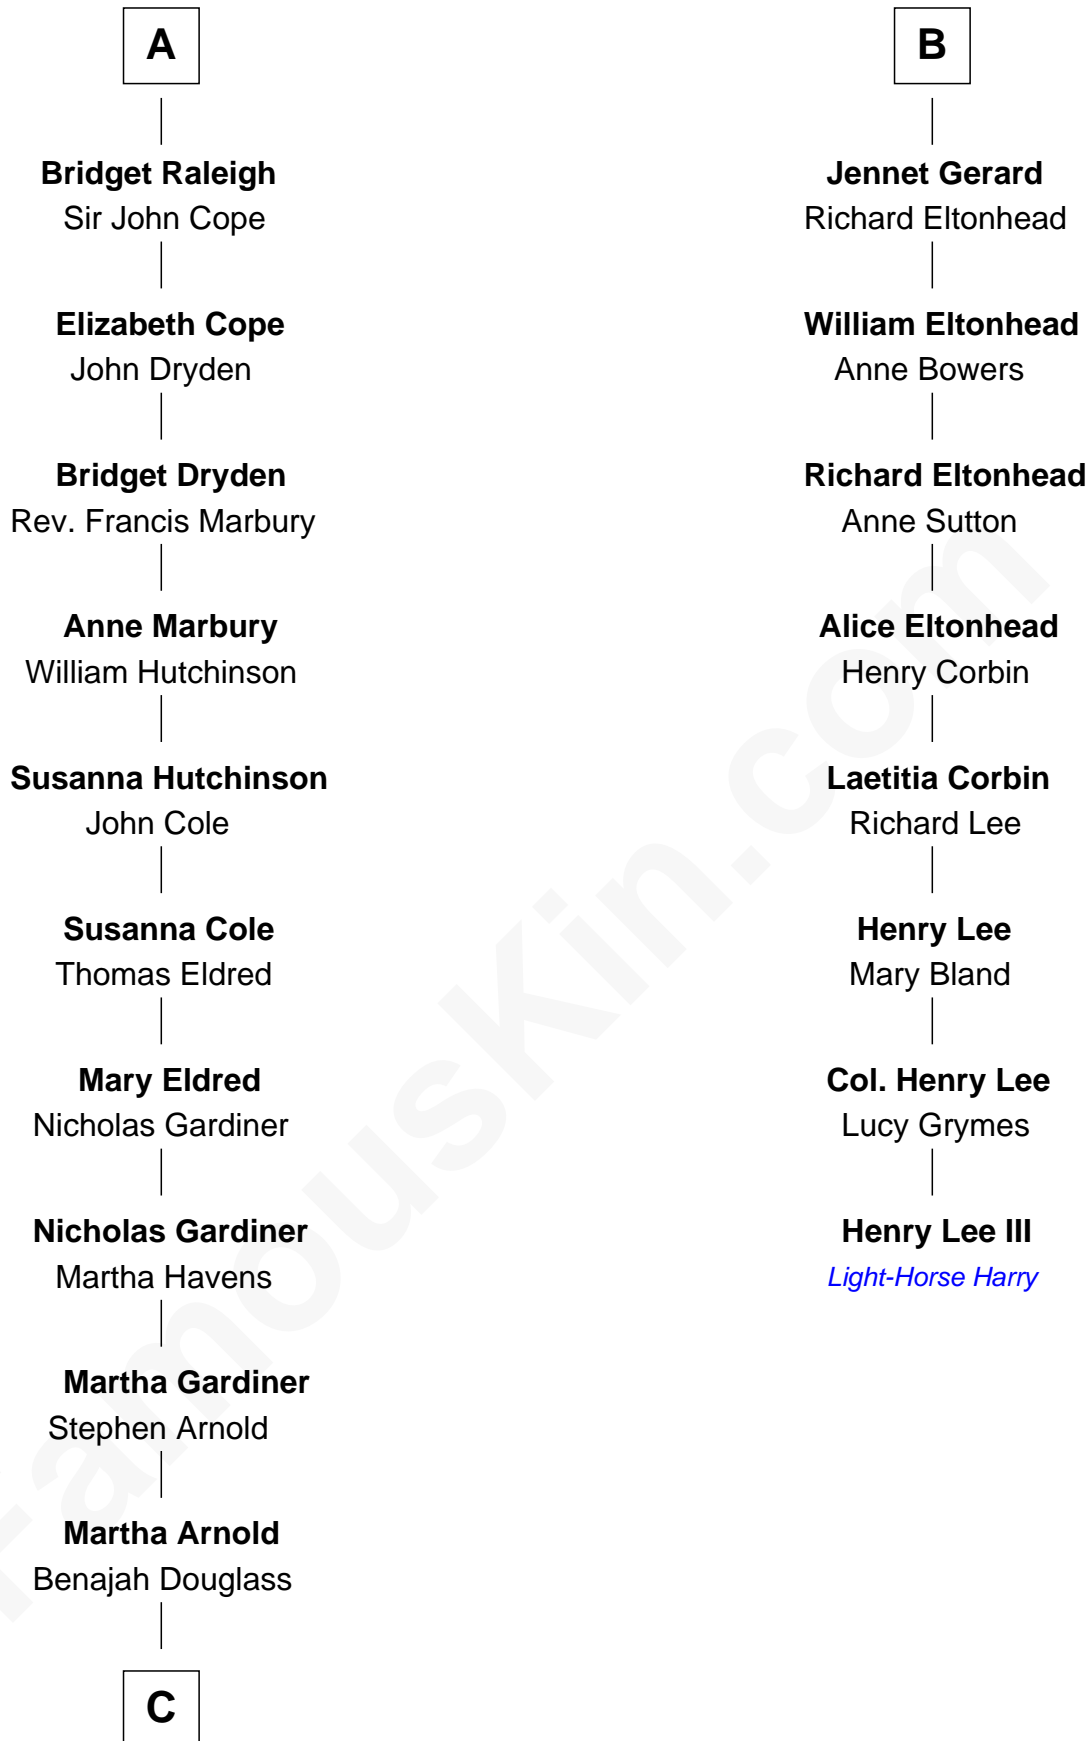 A
Bridget Raleigh
Sir John Cope
Elizabeth Cope
John Dryden
Bridget Dryden
Rev. Francis Marbury
Anne Marbury
William Hutchinson
Susanna Hutchinson
John Cole
Susanna Cole
Thomas Eldred
Mary Eldred
Nicholas Gardiner
Nicholas Gardiner
Martha Havens
Martha Gardiner
Stephen Arnold
Martha Arnold
Benajah Douglass
C
B
Jennet Gerard
Richard Eltonhead
William Eltonhead
Anne Bowers
Richard Eltonhead
Anne Sutton
Alice Eltonhead
Henry Corbin
Laetitia Corbin
Richard Lee
Henry Lee
Mary Bland
Col. Henry Lee
Lucy Grymes
Henry Lee III
Light-Horse Harry
FamousKin.com